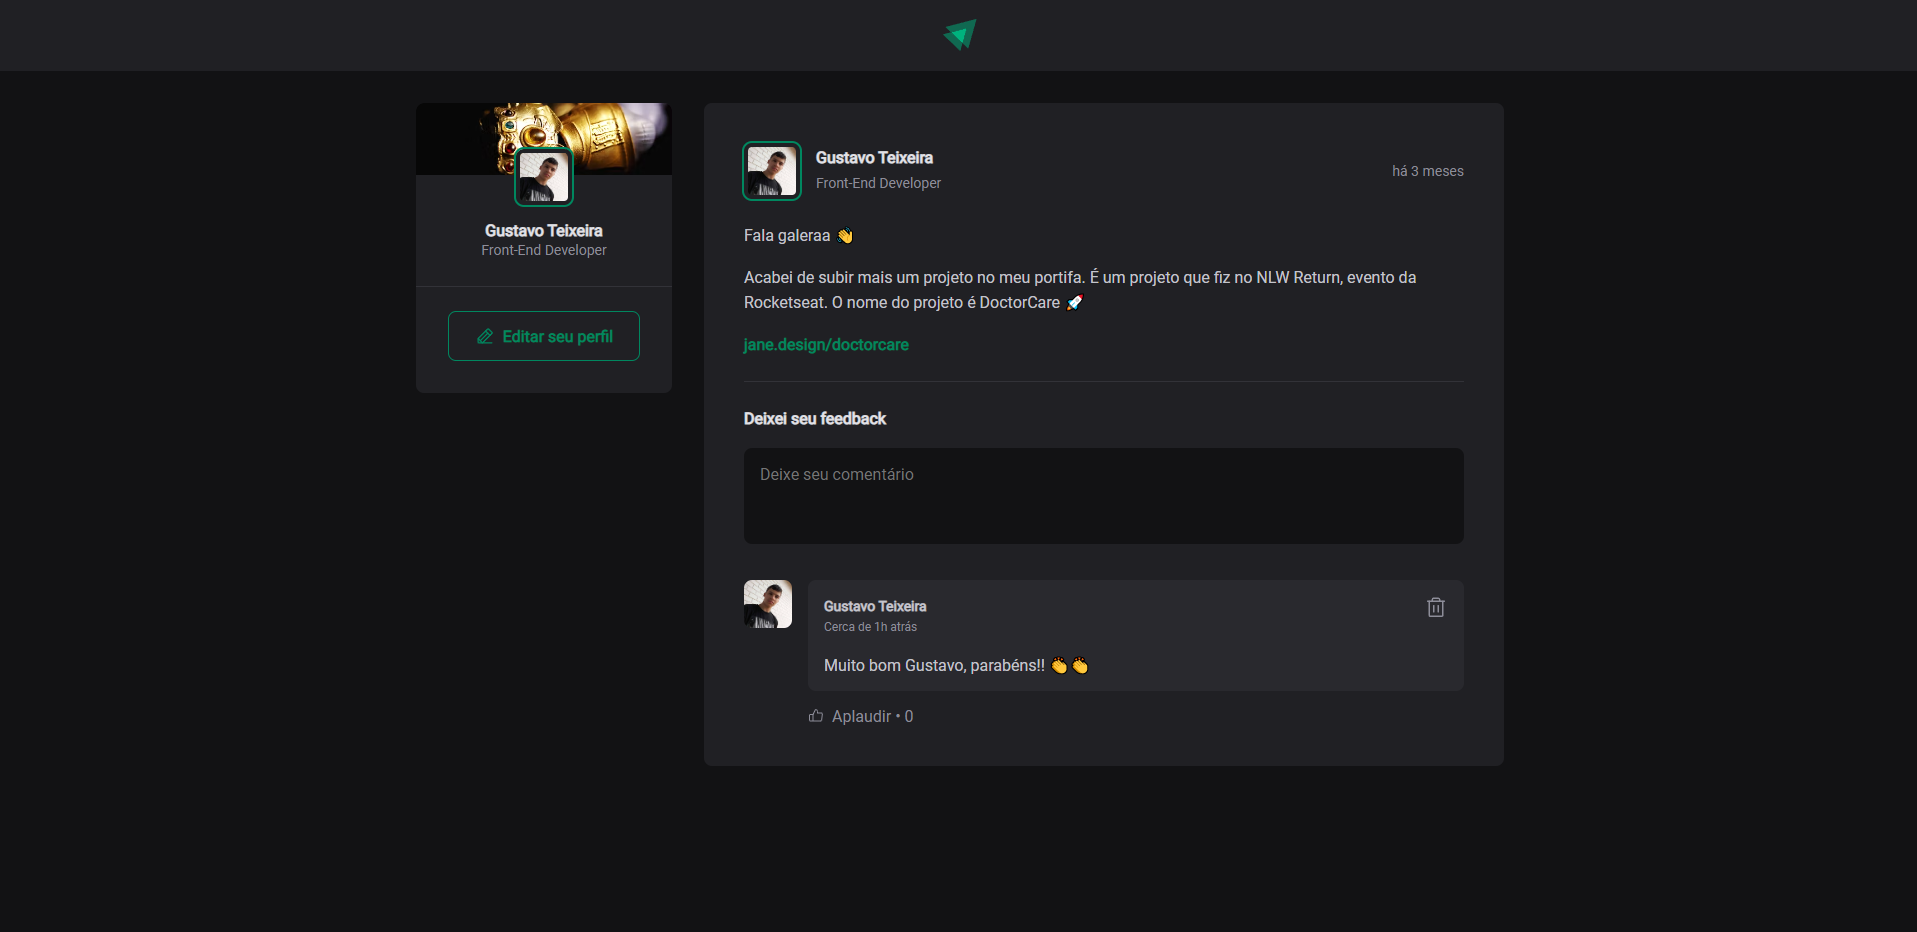 Gustavo Teixeira
Front-End Developer
Editar seu perfil
Gustavo Teixeira
Front-End Developer
há 3 meses
Fala galeraa 👋
Acabei de subir mais um projeto no meu portifa. É um projeto que fiz no NLW Return, evento da
Rocketseat. O nome do projeto é DoctorCare 🚀
jane.design/doctorcare
Deixei seu feedback
Deixe seu comentário
Gustavo Teixeira
Cerca de 1h atrás
Muito bom Gustavo, parabéns!! 👏👏
Aplaudir • 0